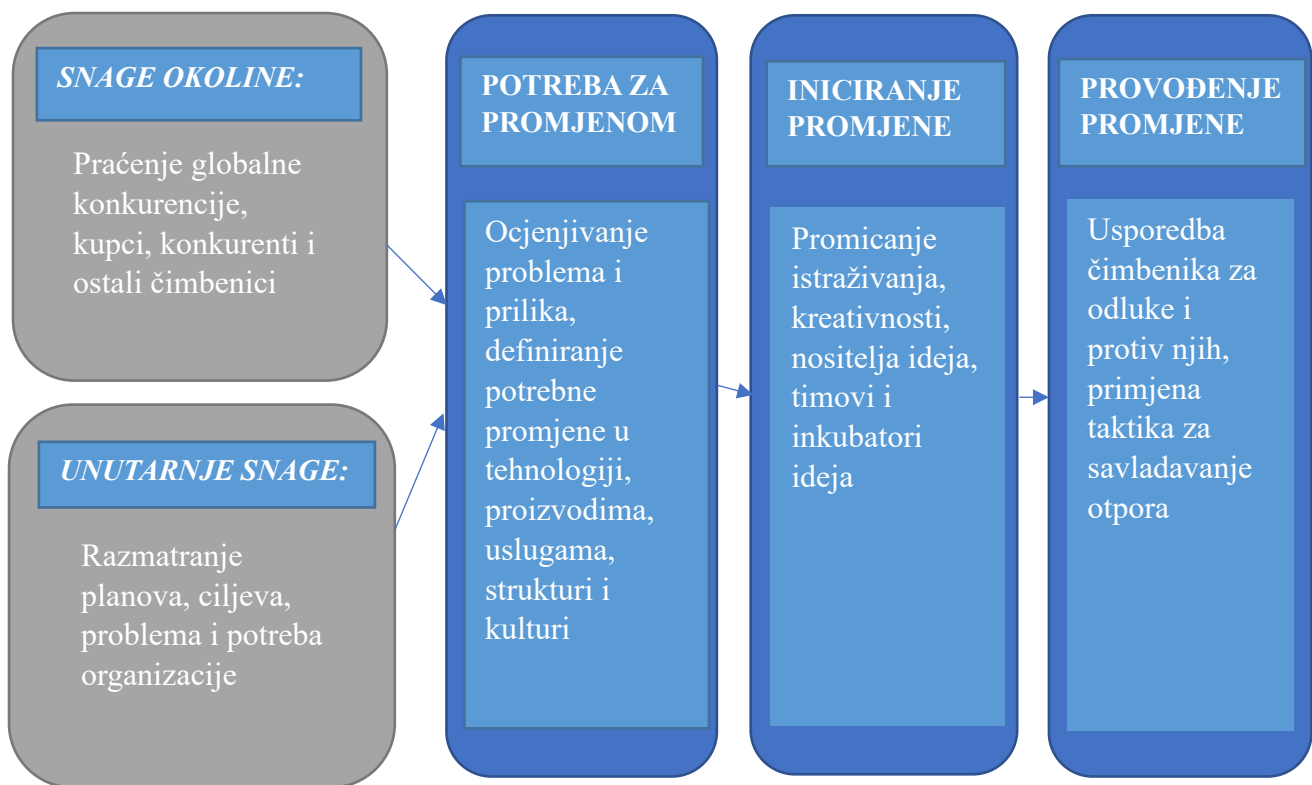 SNAGE OKOLINE:
Praćenje globalne
konkurencije,
kupci, konkurenti i
ostali čimbenici
UNUTARNJE SNAGE:
Razmatranje
planova, ciljeva,
problema i potreba
organizacije
POTREBA ZA
PROMJENOM
Ocjenjivanje
problema i
prilika,
definiranje
potrebne
promjene u
tehnologiji,
proizvodima,
uslugama,
strukturi i
kulturi
INICIRANJE
PROMJENE
Promicanje
istraživanja,
kreativnosti,
nositelja ideja,
timovi i
inkubatori
ideja
PROVOĐENJE
PROMJENE
Usporedba
čimbenika za
odluke i
protiv njih,
primjena
taktika za
savladavanje
otpora